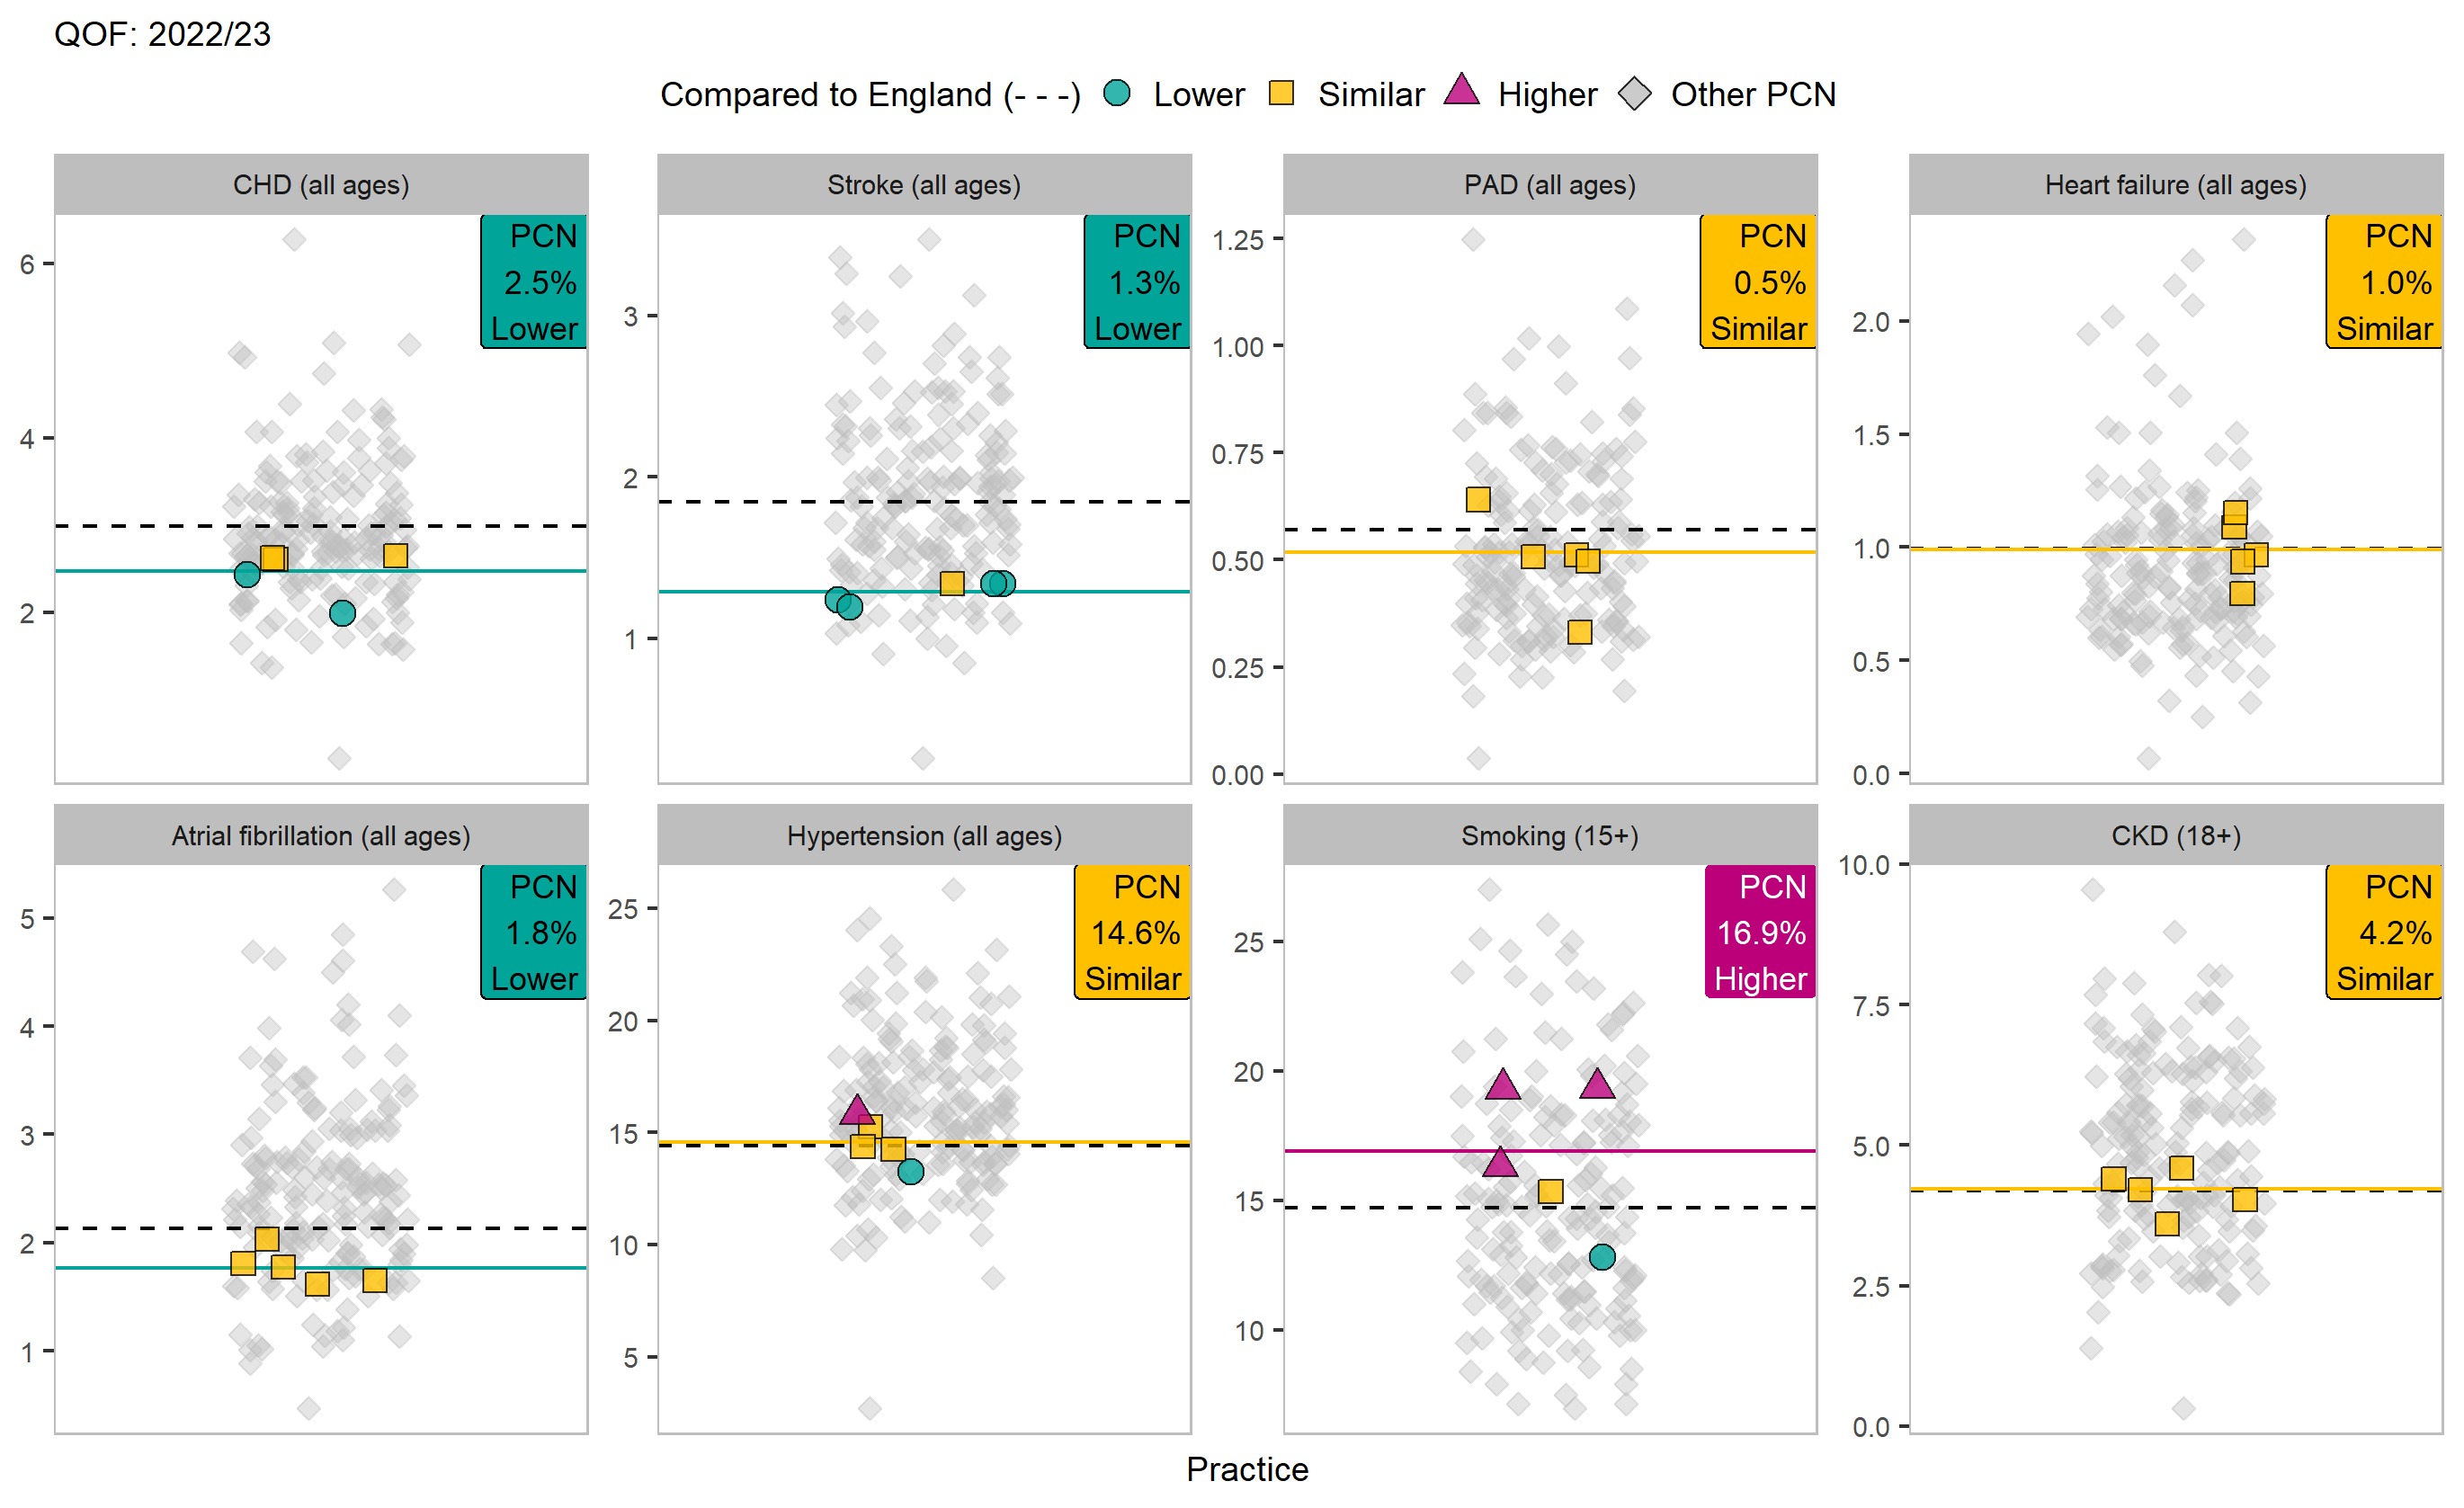 QOF: 2022/23
Compared to England (- - -) Lower Similar Higher Other PCN
CHD (all ages)
6
4
2
PCN
2.5%
Lower
Stroke (all ages)
3
2
1
PCN
1.3%
Lower
PAD (all ages)
1.25
1.00
0.75
0.50
0.25
0.00
PCN
0.5%
Similar
Heart failure (all ages)
2.0
1.5
1.0
0.5
0.0
PCN
1.0%
Similar
Atrial fibrillation (all ages)
5
4
3
2
1
PCN
1.8%
Lower
Hypertension (all ages)
25
20
15
10
5
PCN
14.6%
Similar
Smoking (15+)
25
20
15
10
PCN
16.9%
Higher
CKD (18+)
10.0
7.5
5.0
2.5
0.0
PCN
4.2%
Similar
Practice